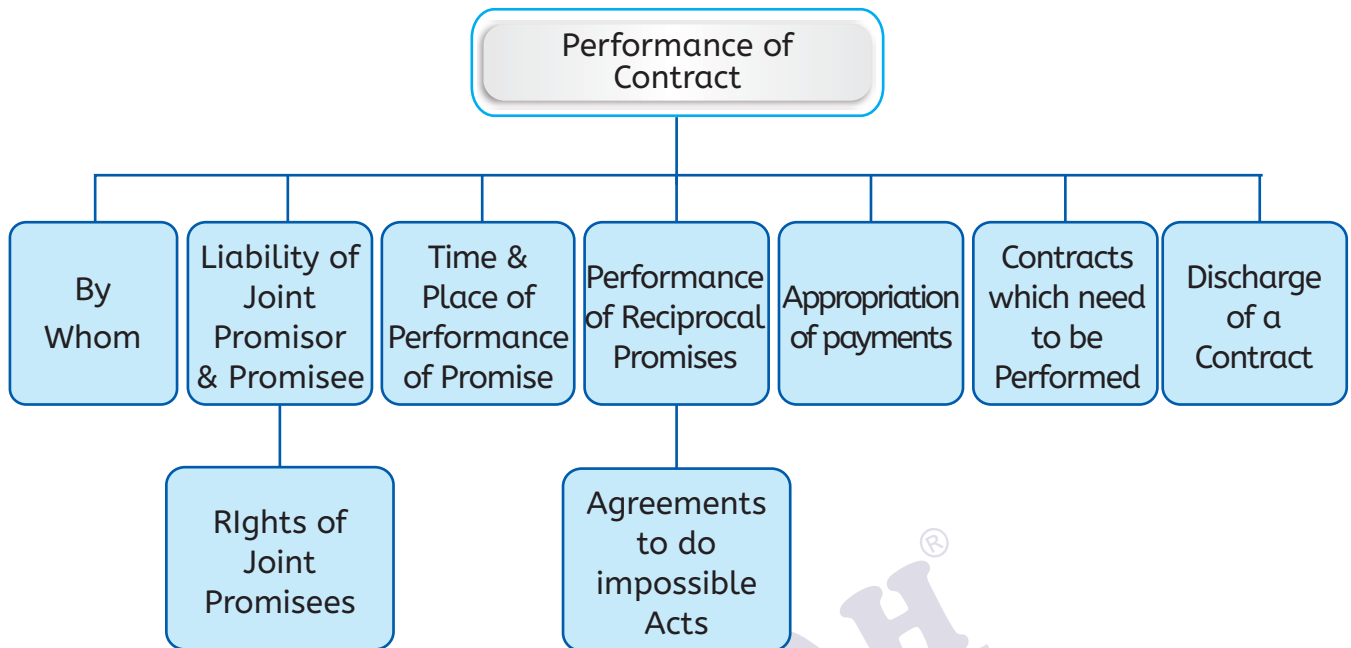 Performance of
Contract
By
Whom
Liability of
Joint
Promisor
& Promisee
Time &
Place of
Performance
of Promise
Performance
of Reciprocal
Promises
Appropriation
of payments
Contracts
which need
to be
Performed
Discharge
of a
Contract
RIghts of
Joint
Promisees
Agreements
to do
impossible
Acts
®